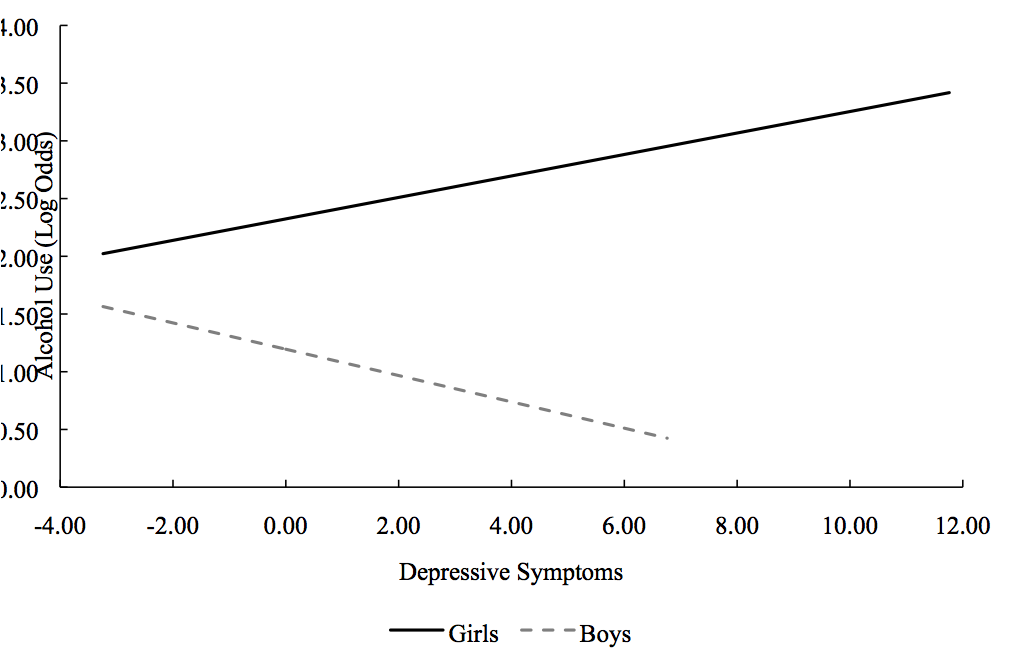 4.00
3.50
3.00
2.50
2.00
1.50
1.00
0.50
0.00
Alcohol Use (Log Odds)
-4.00 -2.00 0.00 2.00 4.00 6.00 8.00 10.00 12.00
Depressive Symptoms
Girls Boys